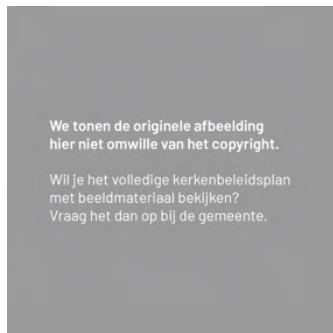 We tonen de originele afbeelding
hier niet omwille van het copyright.
Wil je het volledige kerkenbeleidsplan
met beeldmateriaal bekijken?
Vraag het dan op bij de gemeente.